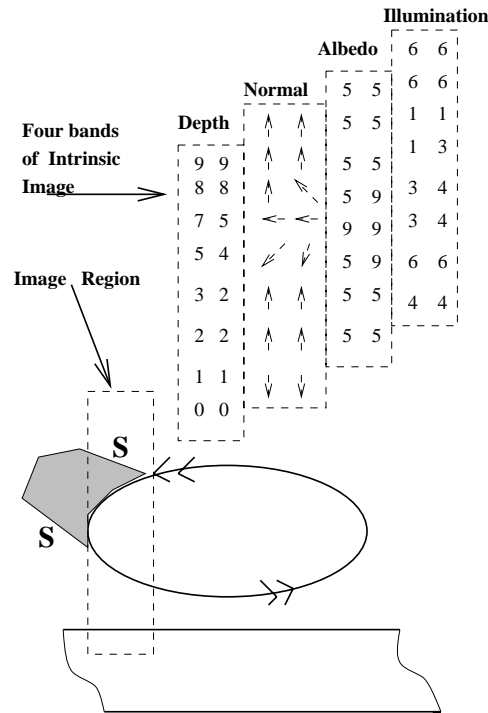 Four bands
of Intrinsic
Image
Depth
9 9
8 8
7 5
5 4
3 2
2 2
1 1
0 0
Normal
Albedo
5 5
5 5
5 5
5 9
9 9
5 9
5 5
5 5
Illumination
6 6
6 6
1 1
1 3
3 4
3 4
6 6
4 4
Image Region
S
S